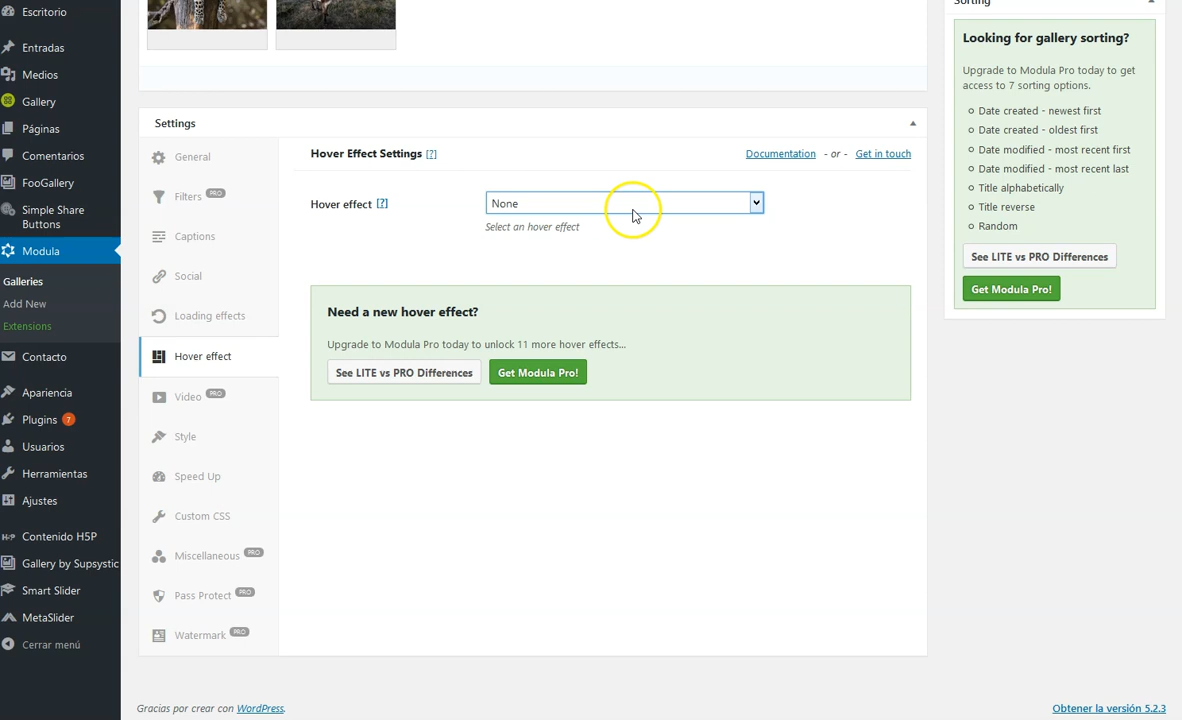 Escritorio
Entradas
Medios
Gallery
Páginas
Comentarios
FooGallery
Simple Share
Buttons
Modula
Galleries
Add New
Extensions
Contacto
Apariencia
Plugins 7
Usuarios
Herramientas
Ajustes
H-P Contenido H5P
Gallery by Supsystic
Smart Slider
MetaSlider
Cerrar menú
Settings
General
Filters PRO
Captions
Social
Loading effects
Hover effect
Video PRO
Style
Speed Up
Custom CSS
Miscellaneous PRO
Pass Protect PRO
Watermark PRO
Hover Effect Settings [?]
Documentation - or - Get in touch
Hover effect [?]
None
Select an hover effect
Need a new hover effect?
Upgrade to Modula Pro today to unlock 11 more hover effects...
See LITE vs PRO Differences
Get Modula Pro!
Sorting
Looking for gallery sorting?
Upgrade to Modula Pro today to get
access to 7 sorting options.
Date created - newest first
Date created - oldest first
Date modified - most recent first
Date modified - most recent last
Title alphabetically
Title reverse
Random
See LITE vs PRO Differences
Get Modula Pro!
Gracias por crear con WordPress.
Obtener la versión 5.2.3